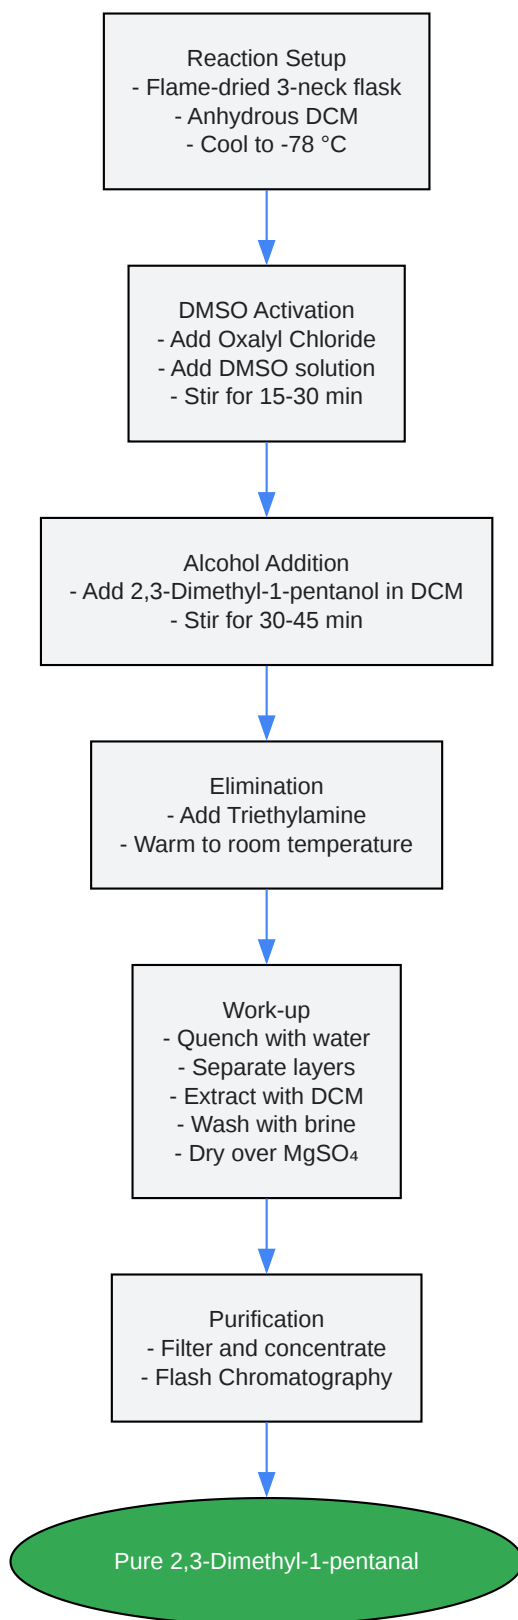 Reaction Setup
- Flame-dried 3-neck flask
- Anhydrous DCM
- Cool to -78 °C
DMSO Activation
- Add Oxalyl Chloride
- Add DMSO solution
- Stir for 15-30 min
Alcohol Addition
- Add 2,3-Dimethyl-1-pentanol in DCM
- Stir for 30-45 min
Elimination
- Add Triethylamine
- Warm to room temperature
Work-up
- Quench with water
- Separate layers
- Extract with DCM
- Wash with brine
- Dry over MgSO₄
Purification
- Filter and concentrate
- Flash Chromatography
Pure 2,3-Dimethyl-1-pentanal